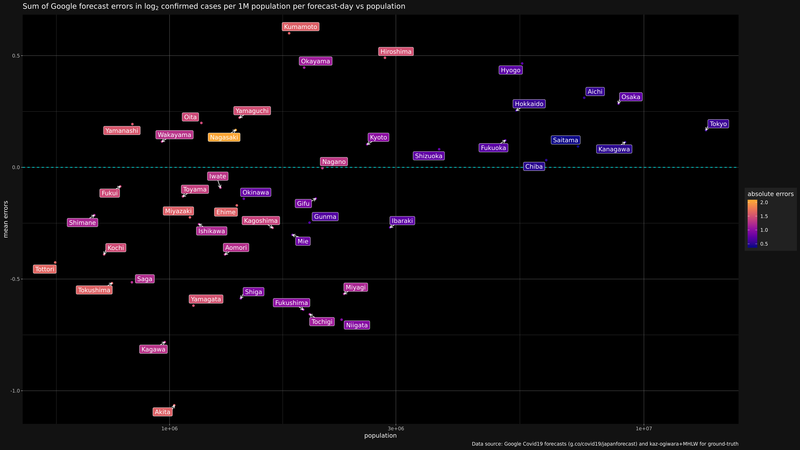 Sum of Google forecast errors in log₂ confirmed cases per 1M population per forecast-day vs population
Kumamoto
Hiroshima
Okayama
Hyogo
Aichi
Osaka
Hokkaido
Yamaguchi
Oita
Tokyo
Yamanashi
Wakayama
Nagasaki
Kyoto
Saitama
Fukuoka
Kanagawa
Shizuoka
Nagano
Chiba
Iwate
Fukui
Toyama
Okinawa
Gifu
Miyazaki
Ehime
Gunma
Shimane
Kagoshima
Ibaraki
Ishikawa
Mie
Kochi
Aomori
Tottori
Saga
Tokushima
Shiga
Miyagi
Yamagata
Fukushima
Tochigi
Niigata
Kagawa
Akita
0.5
0.0
-0.5
-1.0
mean errors
1e+06
3e+06
1e+07
population
absolute errors
2.0
1.5
1.0
0.5
Data source: Google Covid19 forecasts (g.co/covid19/japanforecast) and kaz-ogiwara+MHLW for ground-truth